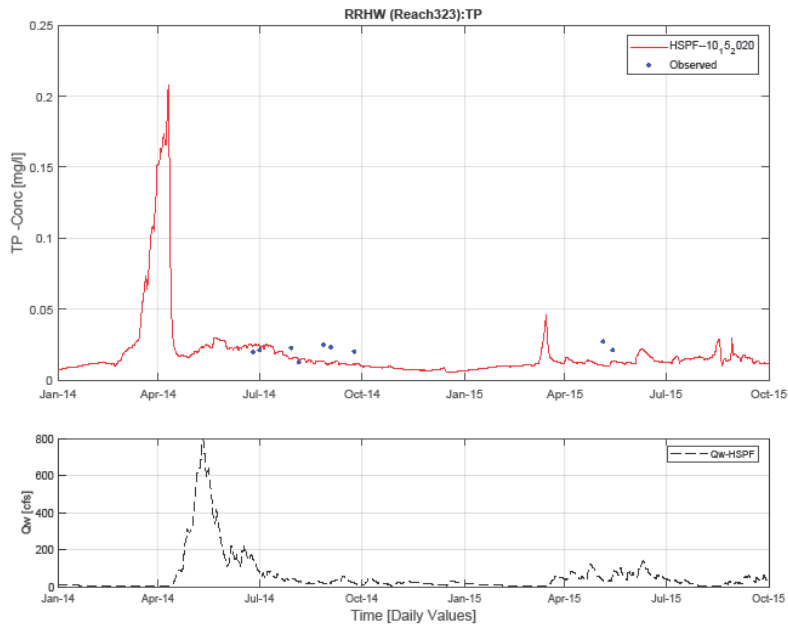 RRHW (Reach323):TP
0.25
0.2
0.15
0.1
0.05
0
TP -Conc [mg/l]
HSPF--10₁5₂020
Observed
Jan-14 Apr-14 Jul-14 Oct-14 Jan-15 Apr-15 Jul-15 Oct-15
800
600
400
200
0
Qw [cfs]
Qw-HSPF
Jan-14 Apr-14 Jul-14 Oct-14 Jan-15 Apr-15 Jul-15 Oct-15
Time [Daily Values]